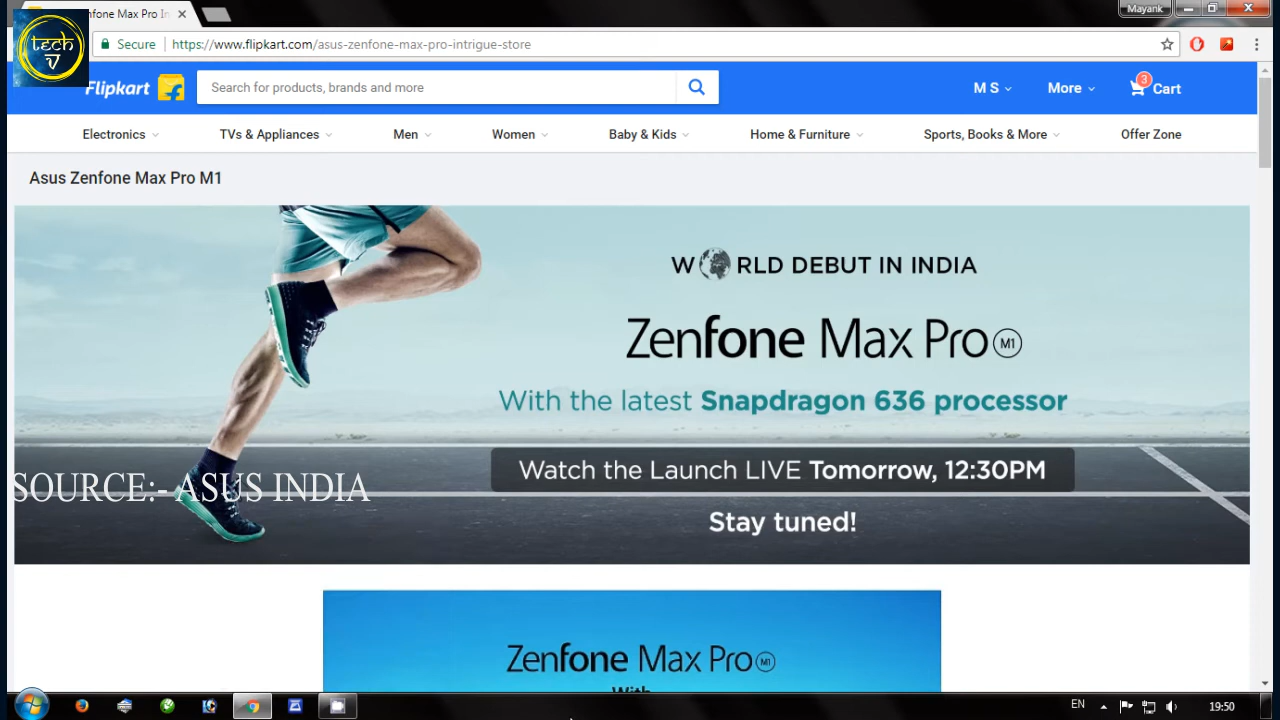 nfone Max Pro In
Mayank
tech
Secure
https://www.flipkart.com/asus-zenfone-max-pro-intrigue-store
Flipkart
Search for products, brands and more
M S
More
3
Cart
Electronics
TVs & Appliances
Men
Women
Baby & Kids
Home & Furniture
Sports, Books & More
Offer Zone
Asus Zenfone Max Pro M1
W RLD DEBUT IN INDIA
Zenfone Max Pro M1
With the latest Snapdragon 636 processor
Watch the Launch LIVE Tomorrow, 12:30PM
SOURCE:- ASUS INDIA
Stay tuned!
Zenfone Max Pro M1
With
EN
19:50